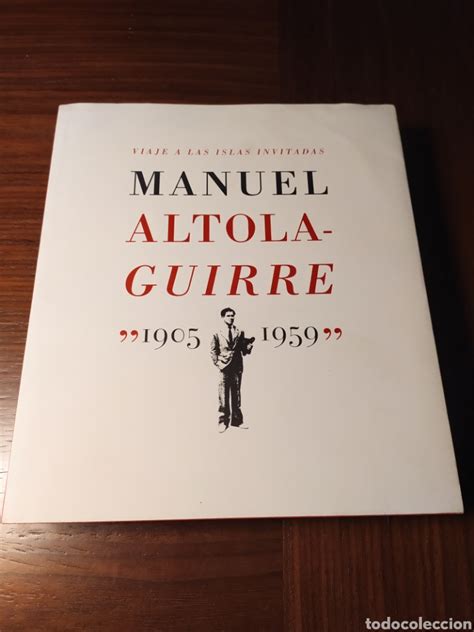 VIAJE A LAS ISLAS INVITADAS
MANUEL
ALTOLA-
GUIRRE
”1905 1959”
todocoleccion